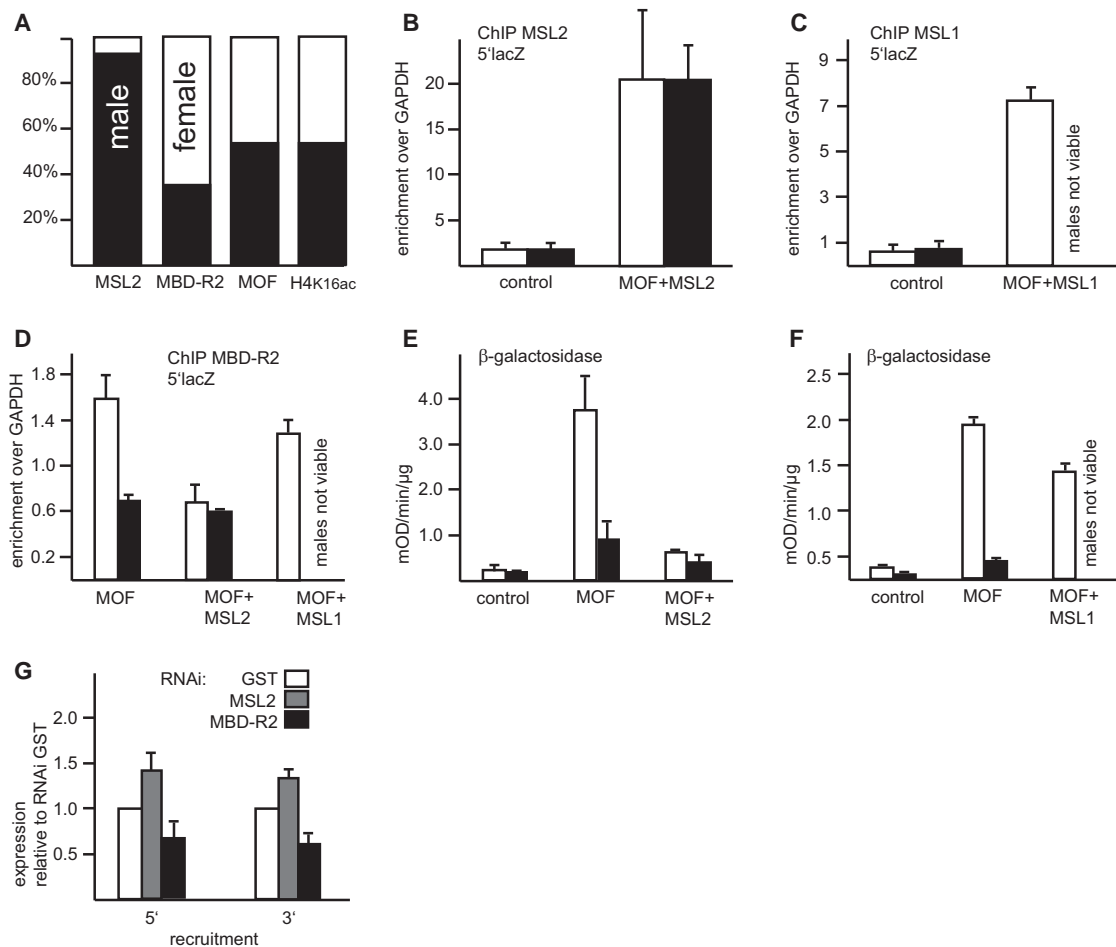 A
80%
60%
40%
20%
male
female
MSL2 MBD-R2 MOF H4K16ac
B
ChIP MSL2
5‘lacZ
enrichment over GAPDH
20
15
10
5
control MOF+MSL2
C
ChIP MSL1
5‘lacZ
enrichment over GAPDH
9
7
5
3
1
males not viable
control MOF+MSL1
D
ChIP MBD-R2
5‘lacZ
enrichment over GAPDH
1.8
1.4
1.0
0.6
0.2
males not viable
MOF MOF+ MOF+
MSL2 MSL1
E
β-galactosidase
mOD/min/µg
4.0
3.0
2.0
1.0
control MOF MOF+
MSL2
F
β-galactosidase
mOD/min/µg
2.5
2.0
1.5
1.0
0.5
males not viable
control MOF MOF+
MSL1
G
RNAi: GST
MSL2
MBD-R2
expression
relative to RNAi GST
2.0
1.5
1.0
0.5
5‘ 3‘
recruitment